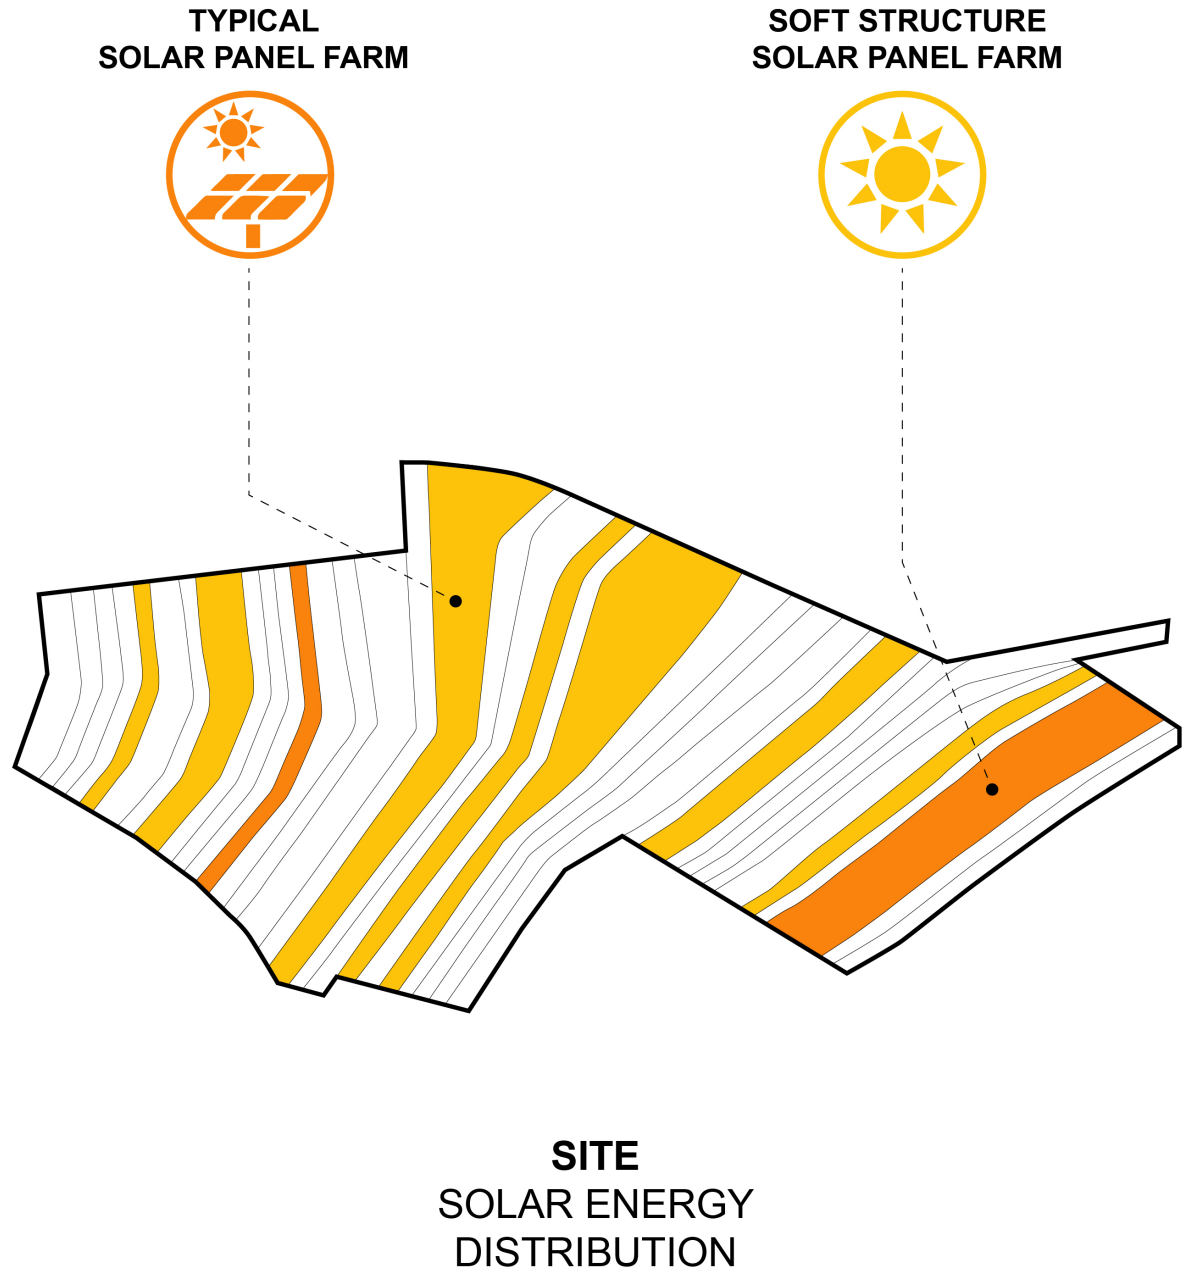 TYPICAL
SOLAR PANEL FARM
SOFT STRUCTURE
SOLAR PANEL FARM
SITE
SOLAR ENERGY
DISTRIBUTION